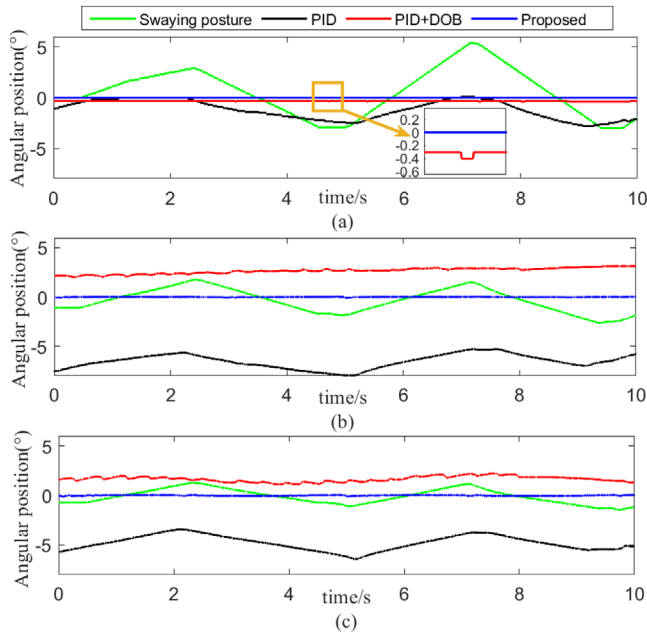 Swaying posture PID PID+DOB Proposed
Angular position(°)
5
0
-5
0.2
0
-0.2
-0.4
-0.6
0 2 4 6 8 10
time/s
(a)
Angular position(°)
5
0
-5
0 2 4 6 8 10
time/s
(b)
Angular position(°)
5
0
-5
0 2 4 6 8 10
time/s
(c)